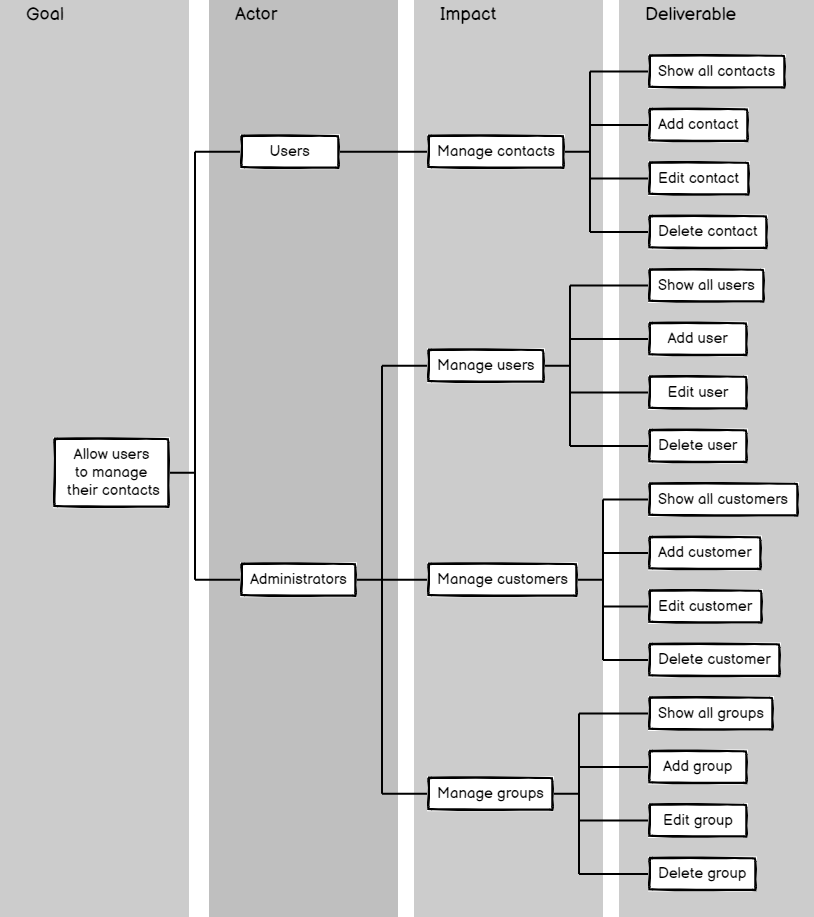 Goal
Actor
Impact
Deliverable
Show all contacts
Add contact
Users
Manage contacts
Edit contact
Delete contact
Show all users
Add user
Manage users
Edit user
Delete user
Allow users
to manage
their contacts
Show all customers
Add customer
Administrators
Manage customers
Edit customer
Delete customer
Show all groups
Add group
Manage groups
Edit group
Delete group